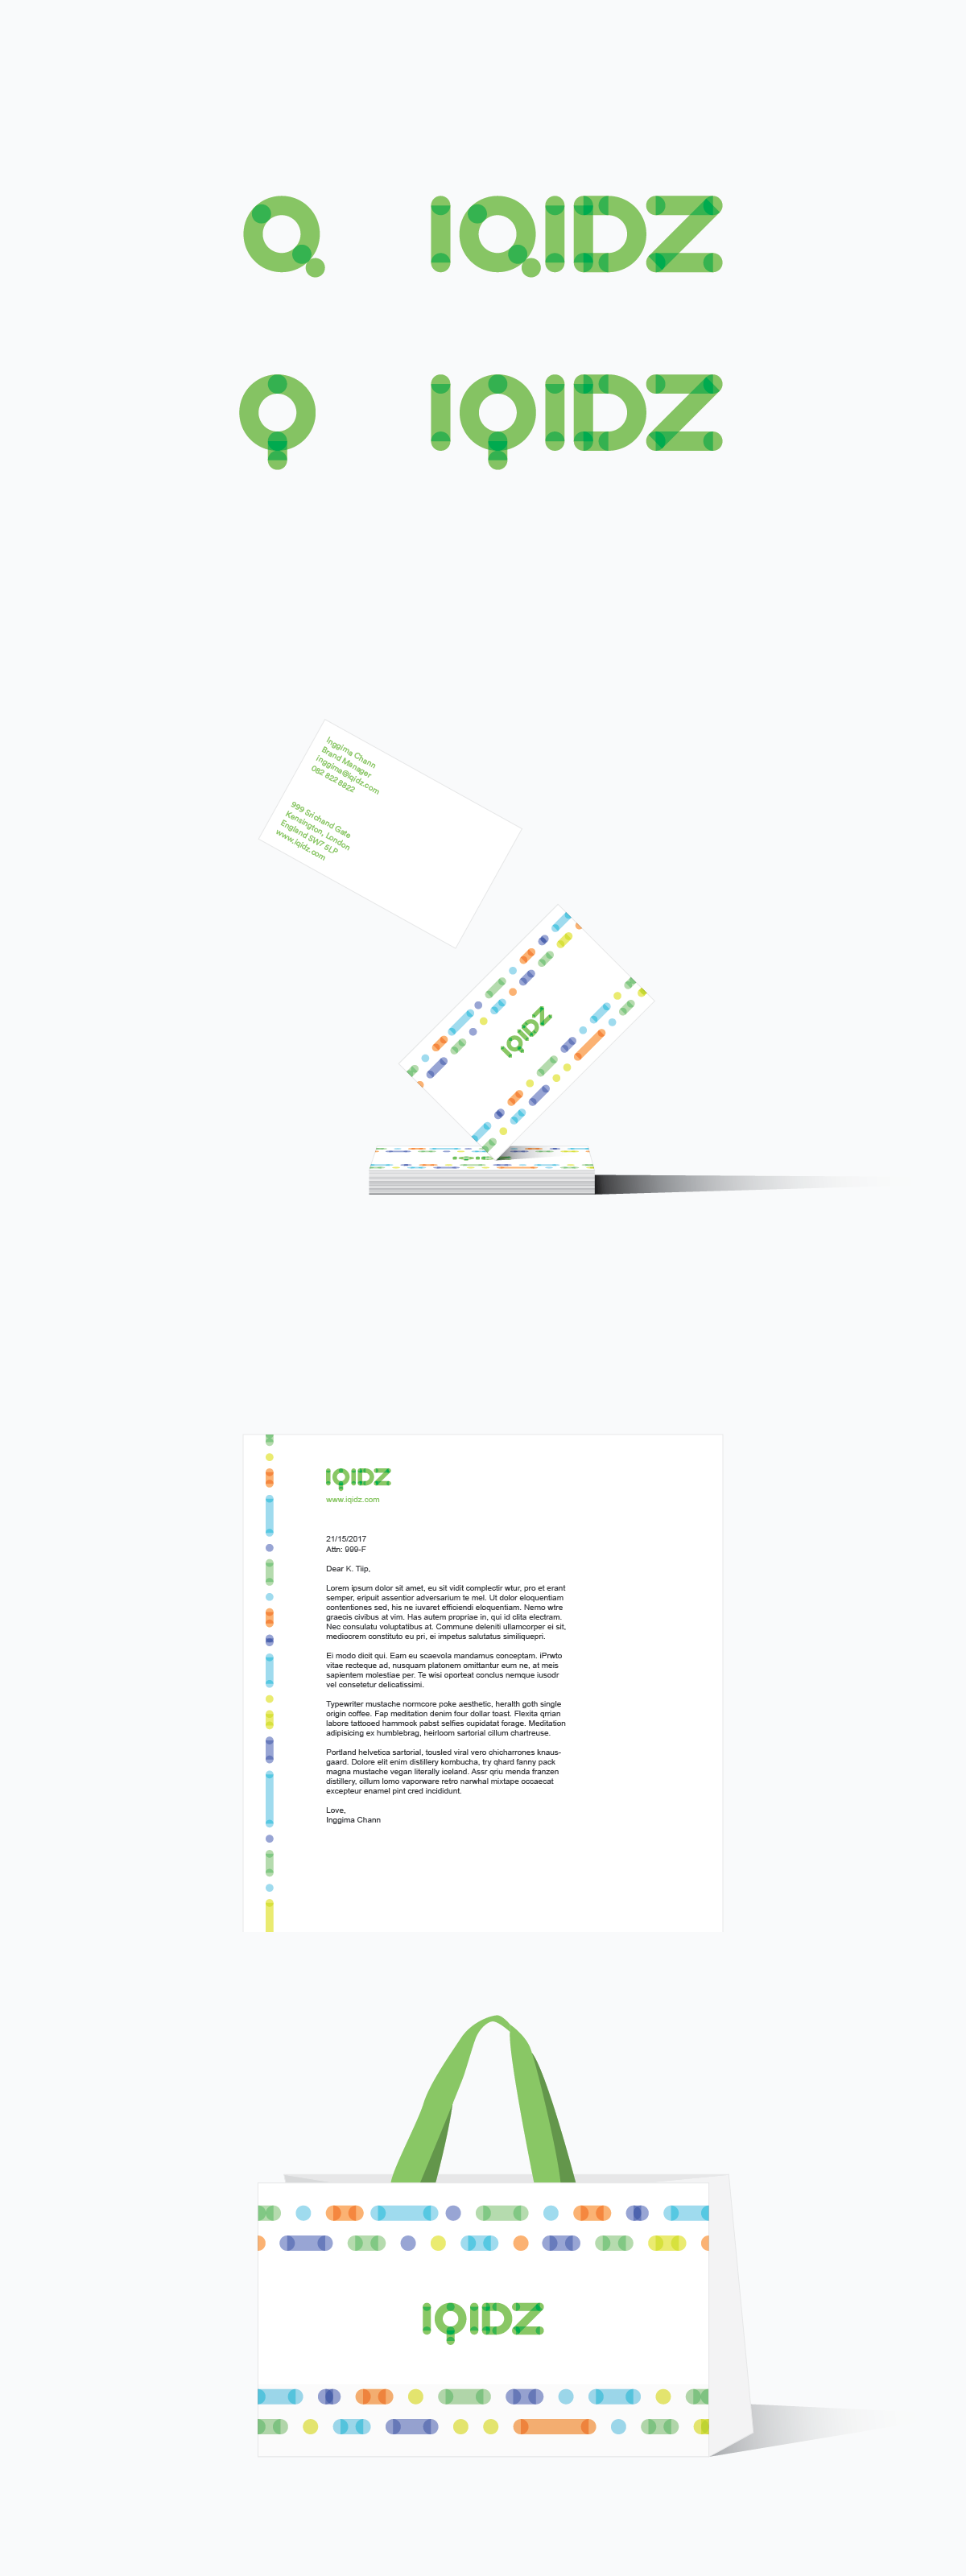 Q IQIDZ
Q IQIDZ
Inggima Chann
Brand Manager
inggima@iqidz.com
082 822 8822
999 Srichand Gate
Kensington, London
England SW7 5LP
www.iqidz.com
IQIDZ
IQIDZ
IQIDZ
www.iqidz.com
21/15/2017
Attn: 999-F
Dear K. Tiip,
Lorem ipsum dolor sit amet, eu sit vidit complectir wtur, pro et erant
semper, eripuit assentior adversarium te mel. Ut dolor eloquentiam
contentiones sed, his ne iuvaret efficiendi eloquentiam. Nemo wtre
graecis civibus at vim. Has autem propriae in, qui id clita electram.
Nec consulatu voluptatibus at. Commune deleniti ullamcorper ei sit,
mediocrem constituto eu pri, ei impetus salutatus similiquepri.
Ei modo dicit qui. Eam eu scaevola mandamus conceptam. iPrwto
vitae recteque ad, nusquam platonem omittantur eum ne, at meis
sapientem molestiae per. Te wisi oporteat conclus nemque iusodr
vel consetetur delicatissimi.
Typewriter mustache normcore poke aesthetic, heralth goth single
origin coffee. Fap meditation denim four dollar toast. Flexita qrrian
labore tattooed hammock pabst selfies cupidatat forage. Meditation
adipisicing ex humblebrag, heirloom sartorial cillum chartreuse.
Portland helvetica sartorial, tousled viral vero chicharrones knaus-
gaard. Dolore elit enim distillery kombucha, try qhard fanny pack
magna mustache vegan literally iceland. Assr qriu menda franzen
distillery, cillum lomo vaporware retro narwhal mixtape occaecat
excepteur enamel pint cred incididunt.
Love,
Inggima Chann
IQIDZ